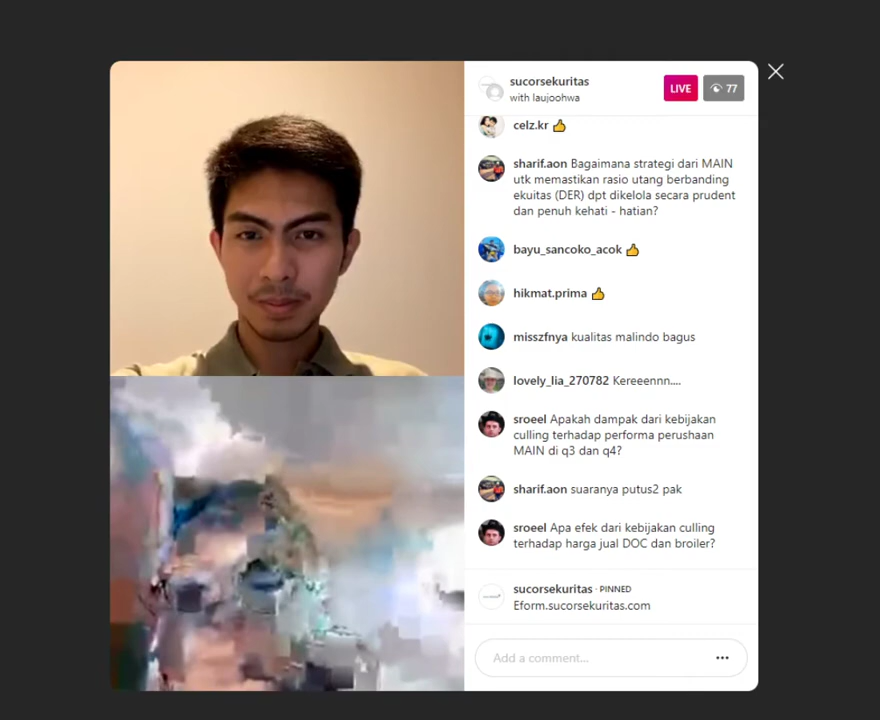 sucorsekuritas
with laujoohwa
LIVE
77
celz.kr 👍
sharif.aon Bagaimana strategi dari MAIN
utk memastikan rasio utang berbanding
ekuitas (DER) dpt dikelola secara prudent
dan penuh kehati - hatian?
bayu_sancoko_acok 👍
hikmat.prima 👍
misszfnya kualitas malindo bagus
lovely_lia_270782 Kereeennn....
sroeel Apakah dampak dari kebijakan
culling terhadap performa perushaan
MAIN di q3 dan q4?
sharif.aon suaranya putus2 pak
sroeel Apa efek dari kebijakan culling
terhadap harga jual DOC dan broiler?
sucorsekuritas · PINNED
Eform.sucorsekuritas.com
Add a comment...